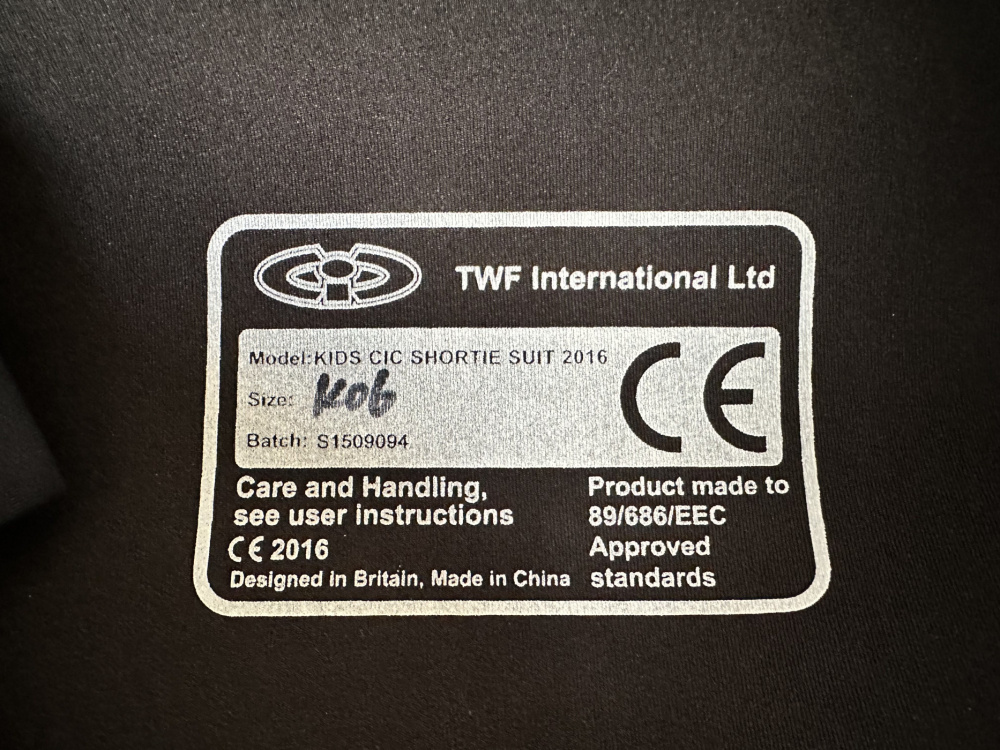 TWF International Ltd
Model:KIDS CIC SHORTIE SUIT 2016
Size: K06
Batch: S1509094
CE
Care and Handling,
see user instructions
CE 2016
Designed in Britain, Made in China
Product made to
89/686/EEC
Approved
standards